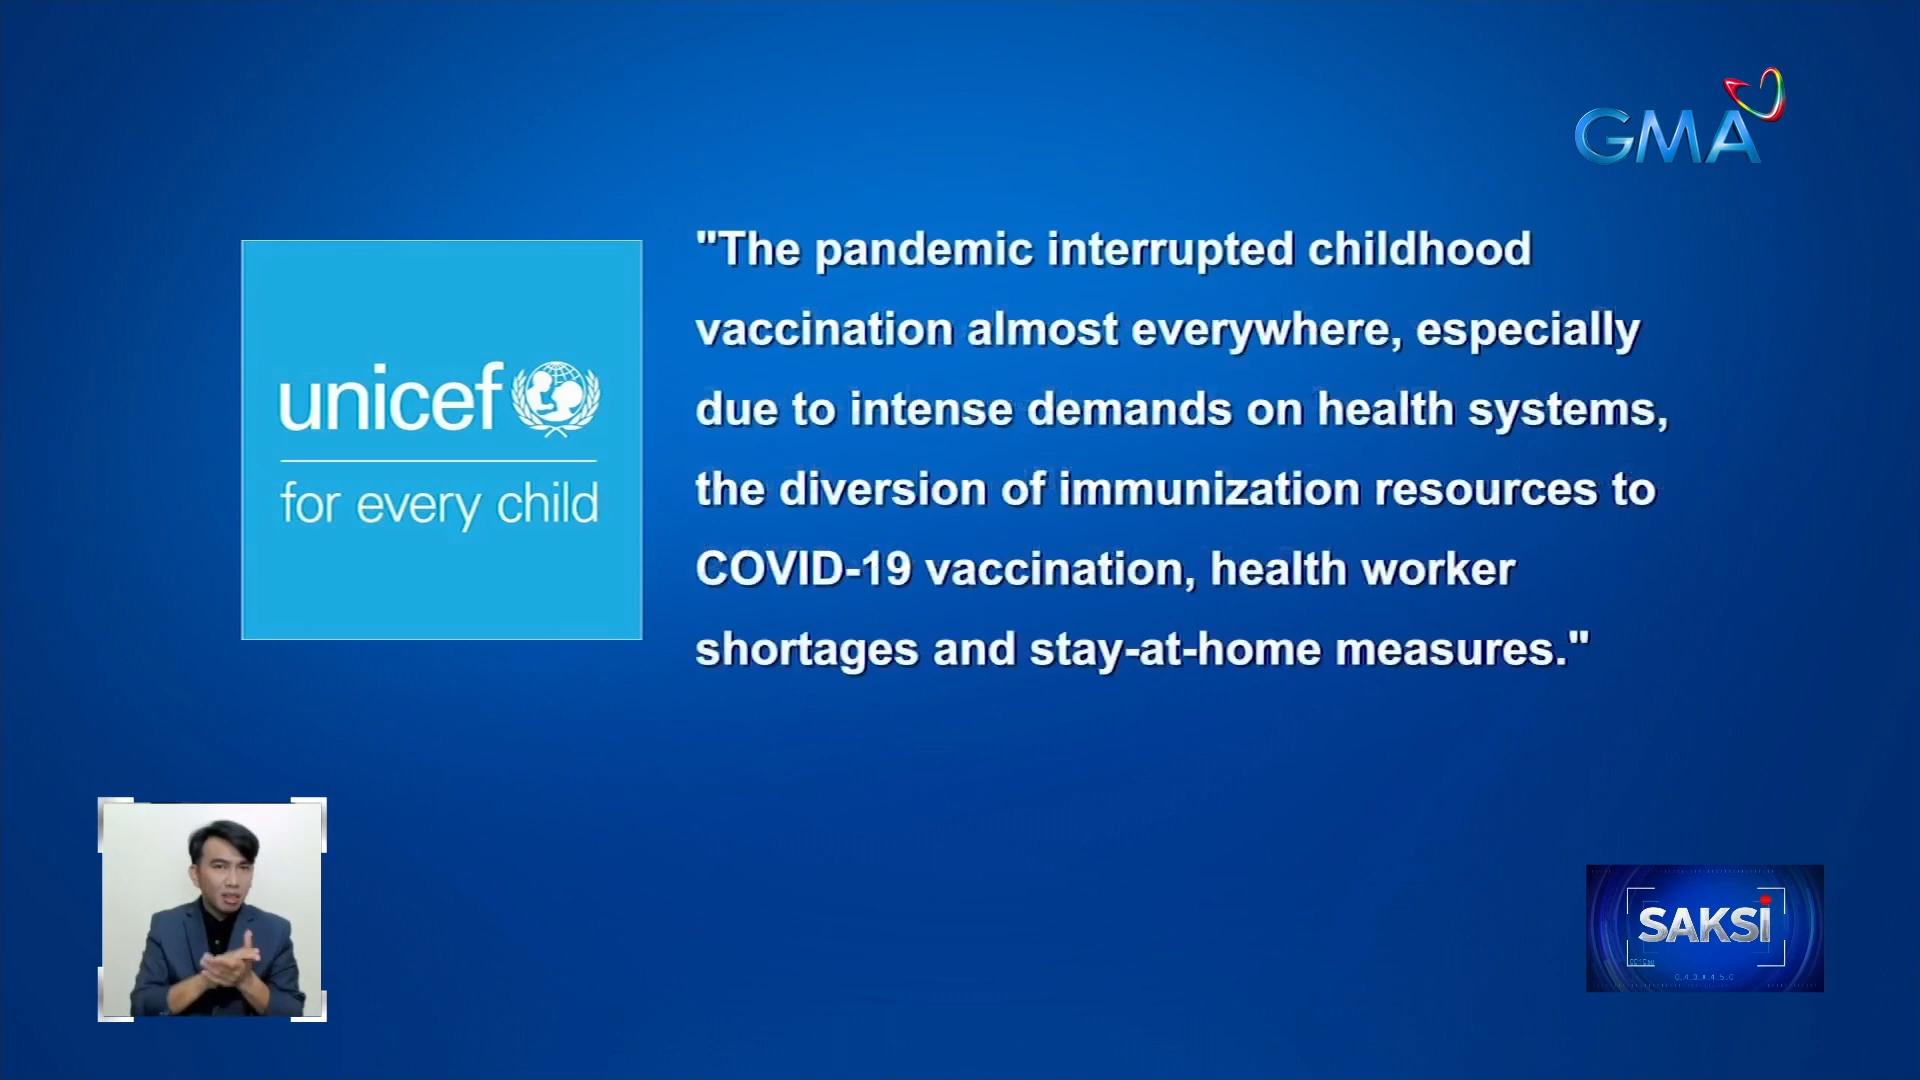 GMA
"The pandemic interrupted childhood
vaccination almost everywhere, especially
due to intense demands on health systems,
the diversion of immunization resources to
COVID-19 vaccination, health worker
shortages and stay-at-home measures."
unicef
for every child
SAKSI